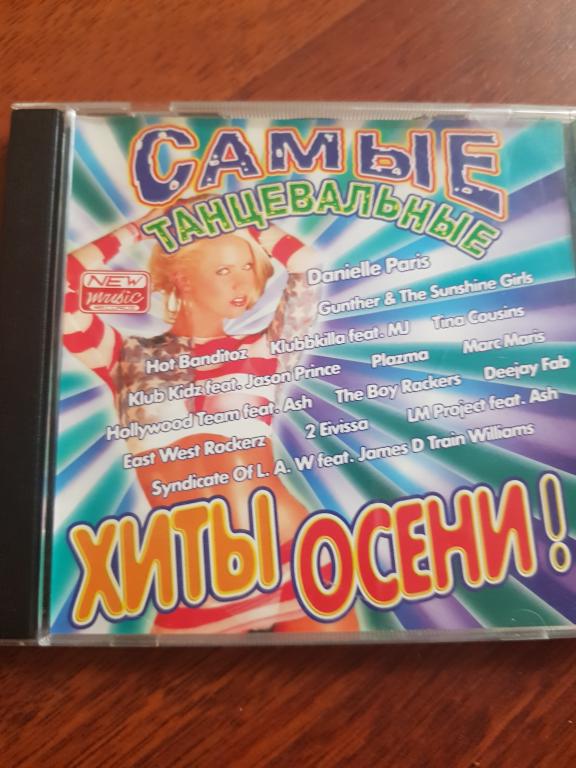 САМЫЕ
ТАНЦЕВАЛЬНЫЕ
NEW
music
RECORDS
Danielle Paris
Gunther & The Sunshine Girls
Hot Banditoz Klubbkilla feat. MJ Tina Cousins
Klub Kidz feat. Jason Prince Plazma Marc Maris
Hollywood Team feat. Ash The Boy Rackers Deejay Fab
East West Rockerz 2 Eivissa LM Project feat. Ash
Syndicate Of L. A. W feat. James D Train Williams
ХИТЫ ОСЕНИ!